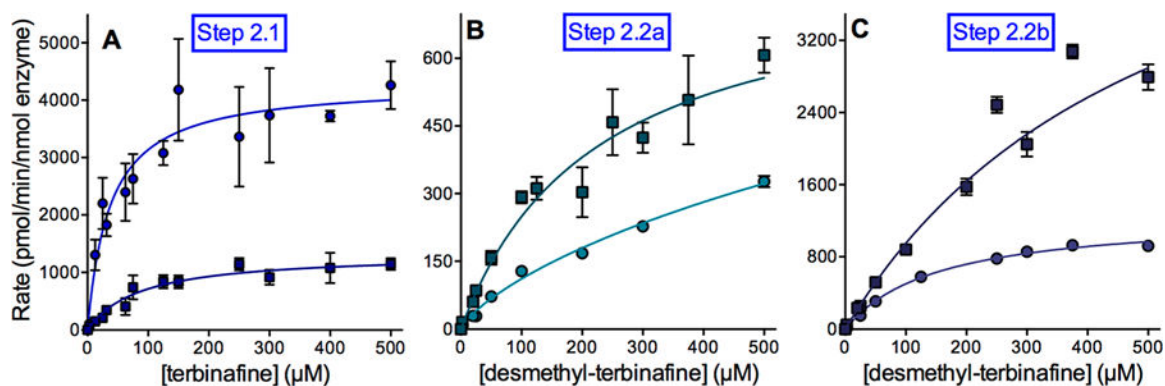 A
Step 2.1
B
Step 2.2a
C
Step 2.2b
Rate (pmol/min/nmol enzyme)
5000
4000
3000
2000
1000
0
600
450
300
150
0
3200
2400
1600
800
0
0 100 200 300 400 500
0 100 200 300 400 500
0 100 200 300 400 500
[terbinafine] (µM)
[desmethyl-terbinafine] (µM)
[desmethyl-terbinafine] (µM)